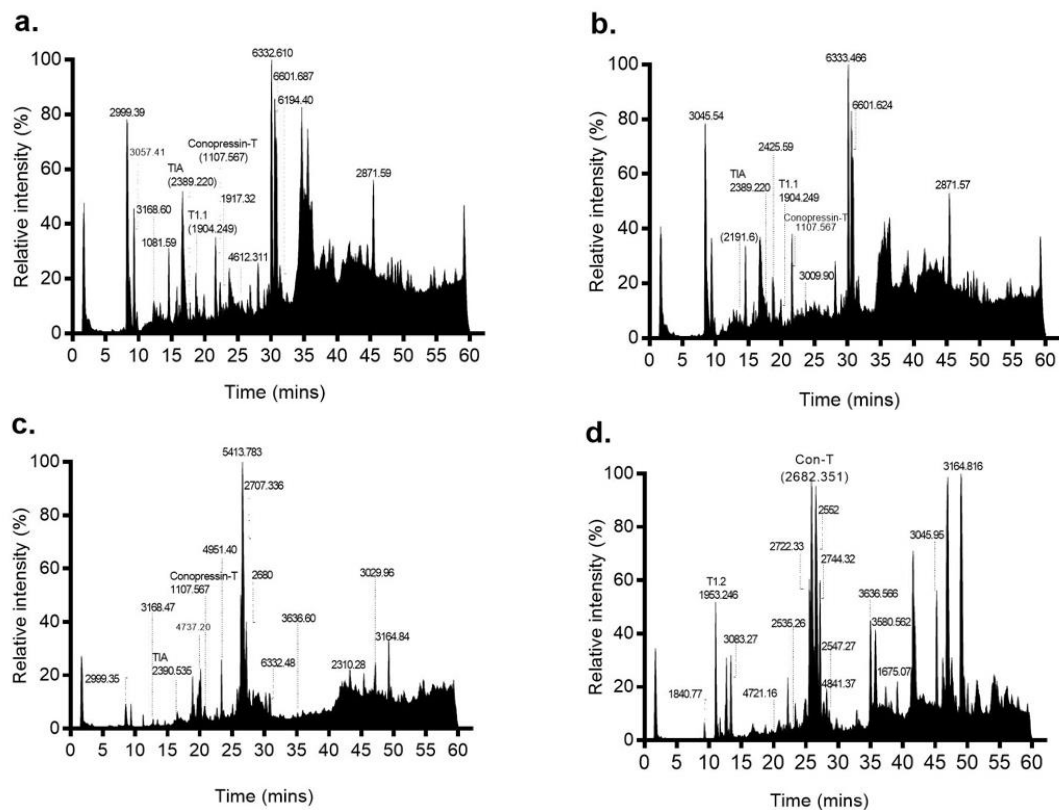 a.
Relative intensity (%)
100
80
60
40
20
0
2999.39
3057.41
3168.60
1081.59
TIA
(2389.220)
T1.1
(1904.249)
Conopressin-T
(1107.567)
1917.32
4612.311
6332.610
6601.687
6194.40
2871.59
0 5 10 15 20 25 30 35 40 45 50 55 60
Time (mins)
b.
Relative intensity (%)
100
80
60
40
20
0
3045.54
(2191.6)
TIA
2389.220
2425.59
T1.1
1904.249
Conopressin-T
1107.567
3009.90
6333.466
6601.624
2871.57
0 5 10 15 20 25 30 35 40 45 50 55 60
Time (mins)
c.
Relative intensity (%)
100
80
60
40
20
0
2999.35
3168.47
TIA
2390.535
4737.20
Conopressin-T
1107.567
4951.40
5413.783
2707.336
2680
6332.48
3636.60
2310.28
3029.96
3164.84
0 5 10 15 20 25 30 35 40 45 50 55 60
Time (mins)
d.
Relative intensity (%)
100
80
60
40
20
0
1840.77
T1.2
1953.246
3083.27
4721.16
2535.26
2722.33
Con-T
(2682.351)
2552
2744.32
2547.27
4841.37
3636.566
3580.562
1675.07
3045.95
3164.816
0 5 10 15 20 25 30 35 40 45 50 55 60
Time (mins)